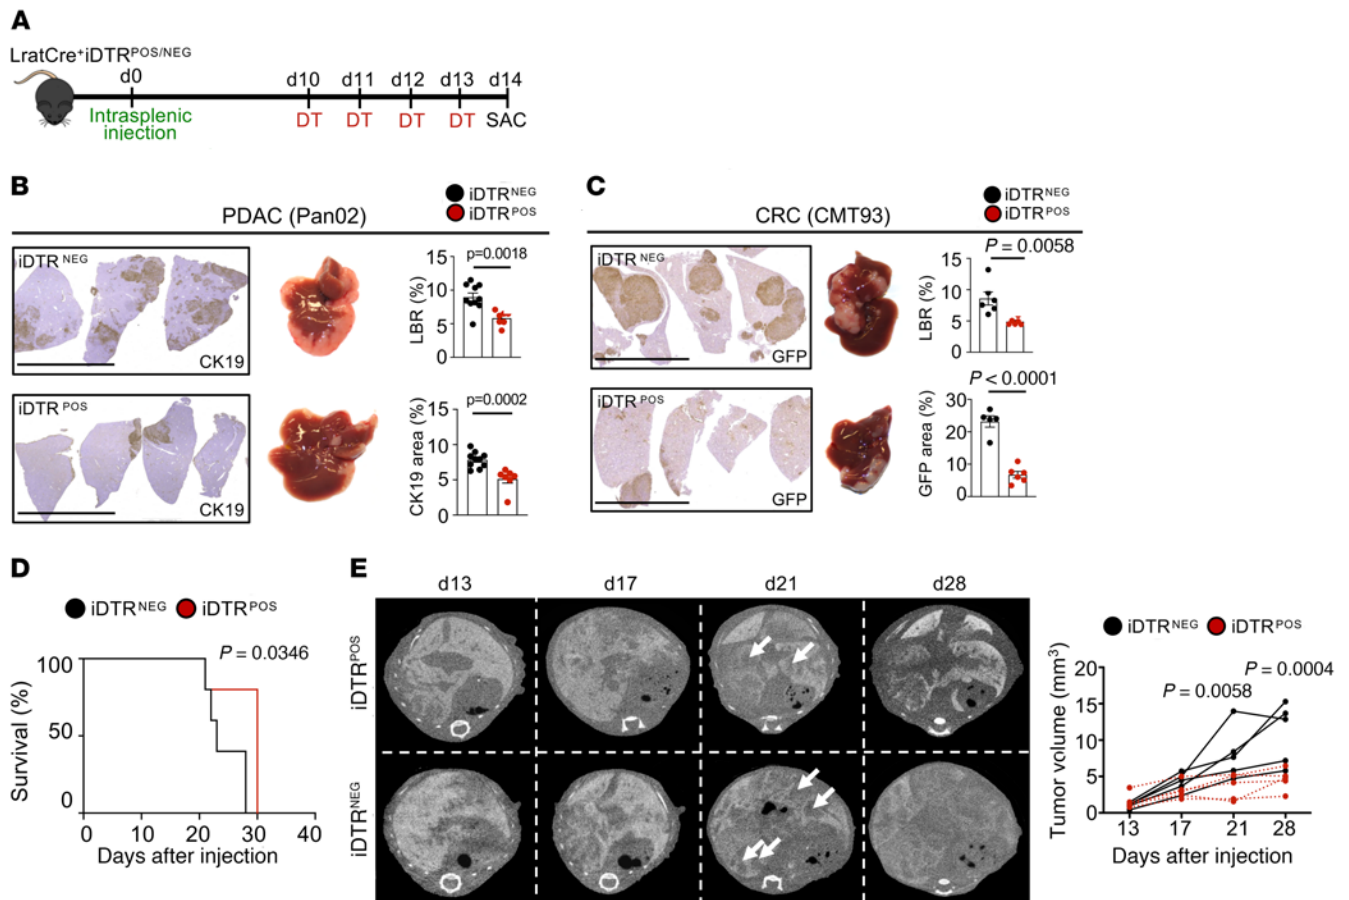 A
LratCre⁺iDTRᴾᴼˢ/ᴺᴱᴳ
d0 d10 d11 d12 d13 d14
Intrasplenic
injection
DT DT DT DT SAC
B
iDTR NEG
iDTR POS
PDAC (Pan02)
iDTR NEG
CK19
p=0.0018
15
10
5
0
LBR (%)
iDTR POS
CK19
p=0.0002
15
10
5
0
CK19 area (%)
C
iDTR NEG
iDTR POS
CRC (CMT93)
iDTR NEG
GFP
P = 0.0058
15
10
5
0
LBR (%)
iDTR POS
GFP
P < 0.0001
30
20
10
0
GFP area (%)
D
iDTR NEG iDTR POS
P = 0.0346
100
50
0
Survival (%)
0 10 20 30 40
Days after injection
E
d13 d17 d21 d28
iDTR POS
iDTR NEG
iDTR NEG iDTR POS
P = 0.0004
P = 0.0058
20
15
10
5
0
Tumor volume (mm³)
13 17 21 28
Days after injection